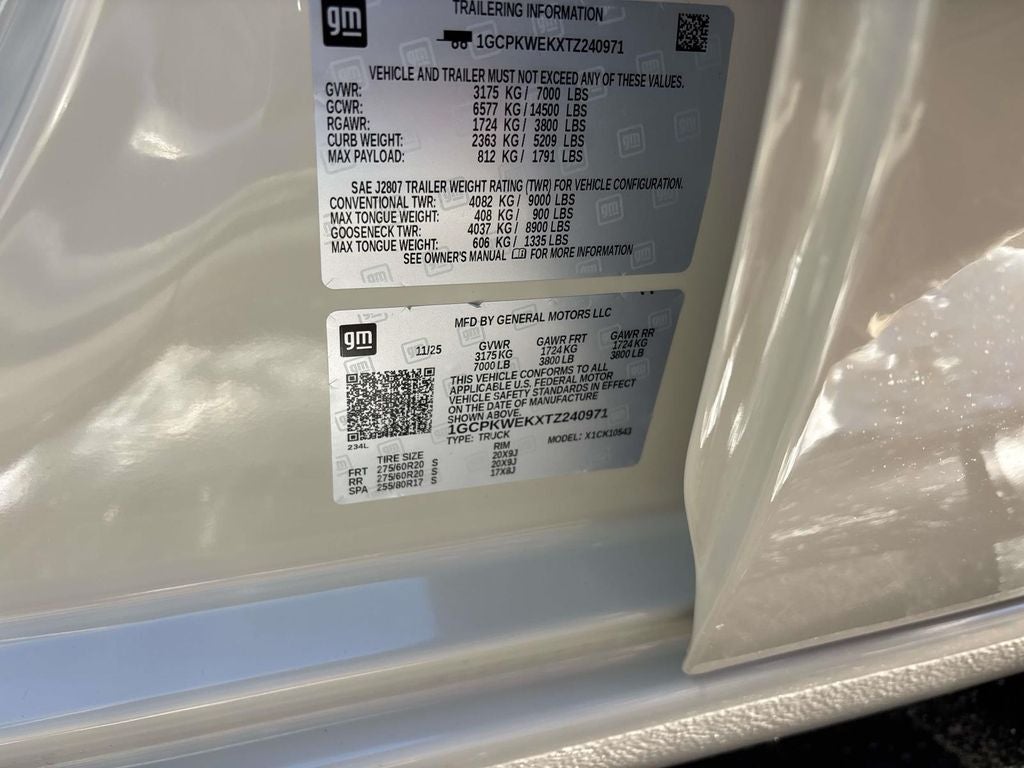 gm
TRAILERING INFORMATION
1GCPKWEKXTZ240971
VEHICLE AND TRAILER MUST NOT EXCEED ANY OF THESE VALUES.
GVWR: 3175 KG/ 7000 LBS
GCWR: 6577 KG/ 14500 LBS
RGAWR: 1724 KG/ 3800 LBS
CURB WEIGHT: 2363 KG/ 5209 LBS
MAX PAYLOAD: 812 KG/ 1791 LBS
SAE J2807 TRAILER WEIGHT RATING (TWR) FOR VEHICLE CONFIGURATION.
CONVENTIONAL TWR: 4082 KG/ 9000 LBS
MAX TONGUE WEIGHT: 408 KG/ 900 LBS
GOOSENECK TWR: 4037 KG/ 8900 LBS
MAX TONGUE WEIGHT: 606 KG/ 1335 LBS
SEE OWNER'S MANUAL FOR MORE INFORMATION
gm
MFD BY GENERAL MOTORS LLC
11/25 GVWR GAWR FRT GAWR RR
3175 KG 1724 KG 1724 KG
7000 LB 3800 LB 3800 LB
THIS VEHICLE CONFORMS TO ALL
APPLICABLE U.S. FEDERAL MOTOR
VEHICLE SAFETY STANDARDS IN EFFECT
ON THE DATE OF MANUFACTURE
SHOWN ABOVE.
1GCPKWEKXTZ240971
234L
TYPE: TRUCK MODEL: X1CK10543
TIRE SIZE RIM
FRT 275/60R20 S 20X9J
RR 275/60R20 S 20X9J
SPA 255/80R17 S 17X8J